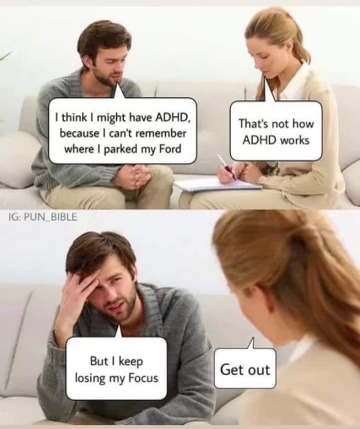 I think I might have ADHD,
because I can't remember
where I parked my Ford
That's not how
ADHD works
IG: PUN_BIBLE
But I keep
losing my Focus
Get out